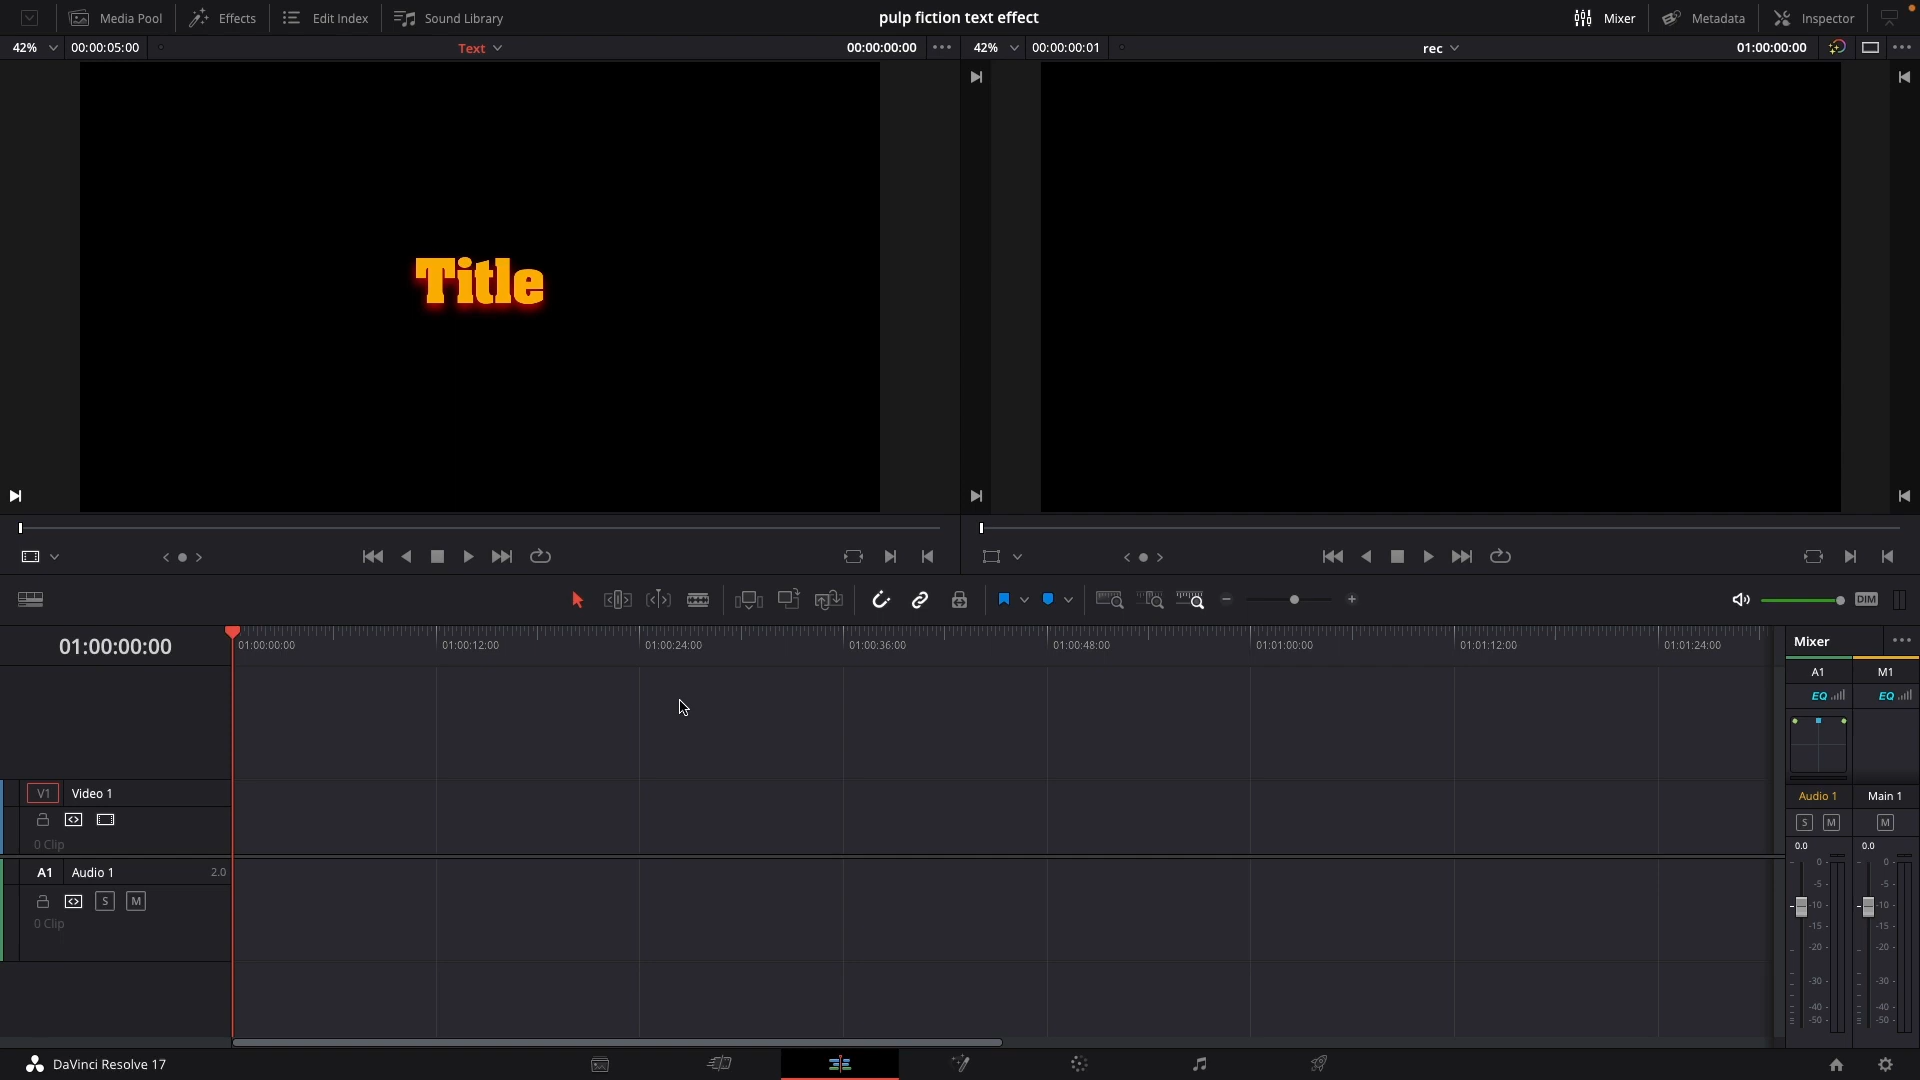 Media Pool
Effects
Edit Index
Sound Library
pulp fiction text effect
Mixer
Metadata
Inspector
42%
00:00:05:00
Text
00:00:00:00
42%
00:00:00:01
rec
01:00:00:00
Title
DIM
01:00:00:00
01:00:00:00
01:00:12:00
01:00:24:00
01:00:36:00
01:00:48:00
01:01:00:00
01:01:12:00
01:01:24:00
Mixer
A1
M1
EQ
EQ
V1
Video 1
0 Clip
A1
Audio 1
2.0
S
M
0 Clip
Audio 1
Main 1
S
M
M
0.0
0.0
0
0
-5
-5
-10
-10
-15
-15
-20
-20
-30
-30
-40
-40
-50
-50
DaVinci Resolve 17